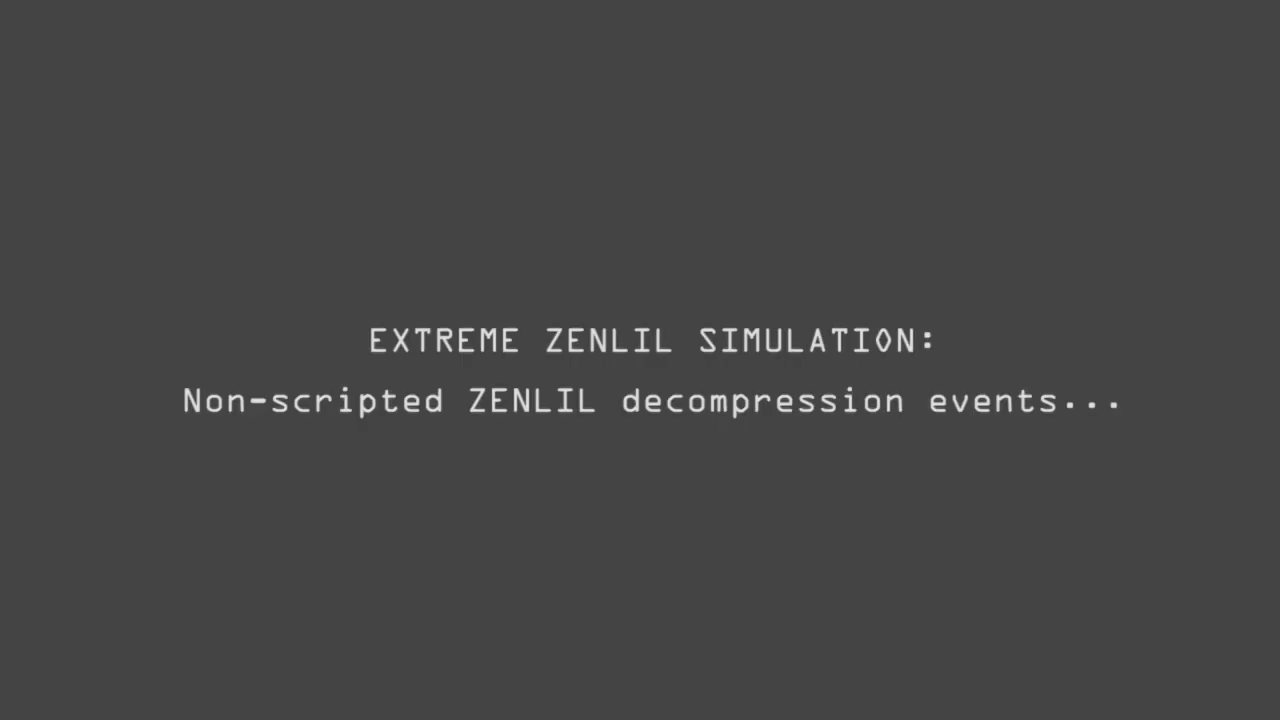 EXTREME ZENLIL SIMULATION:
Non-scripted ZENLIL decompression events...